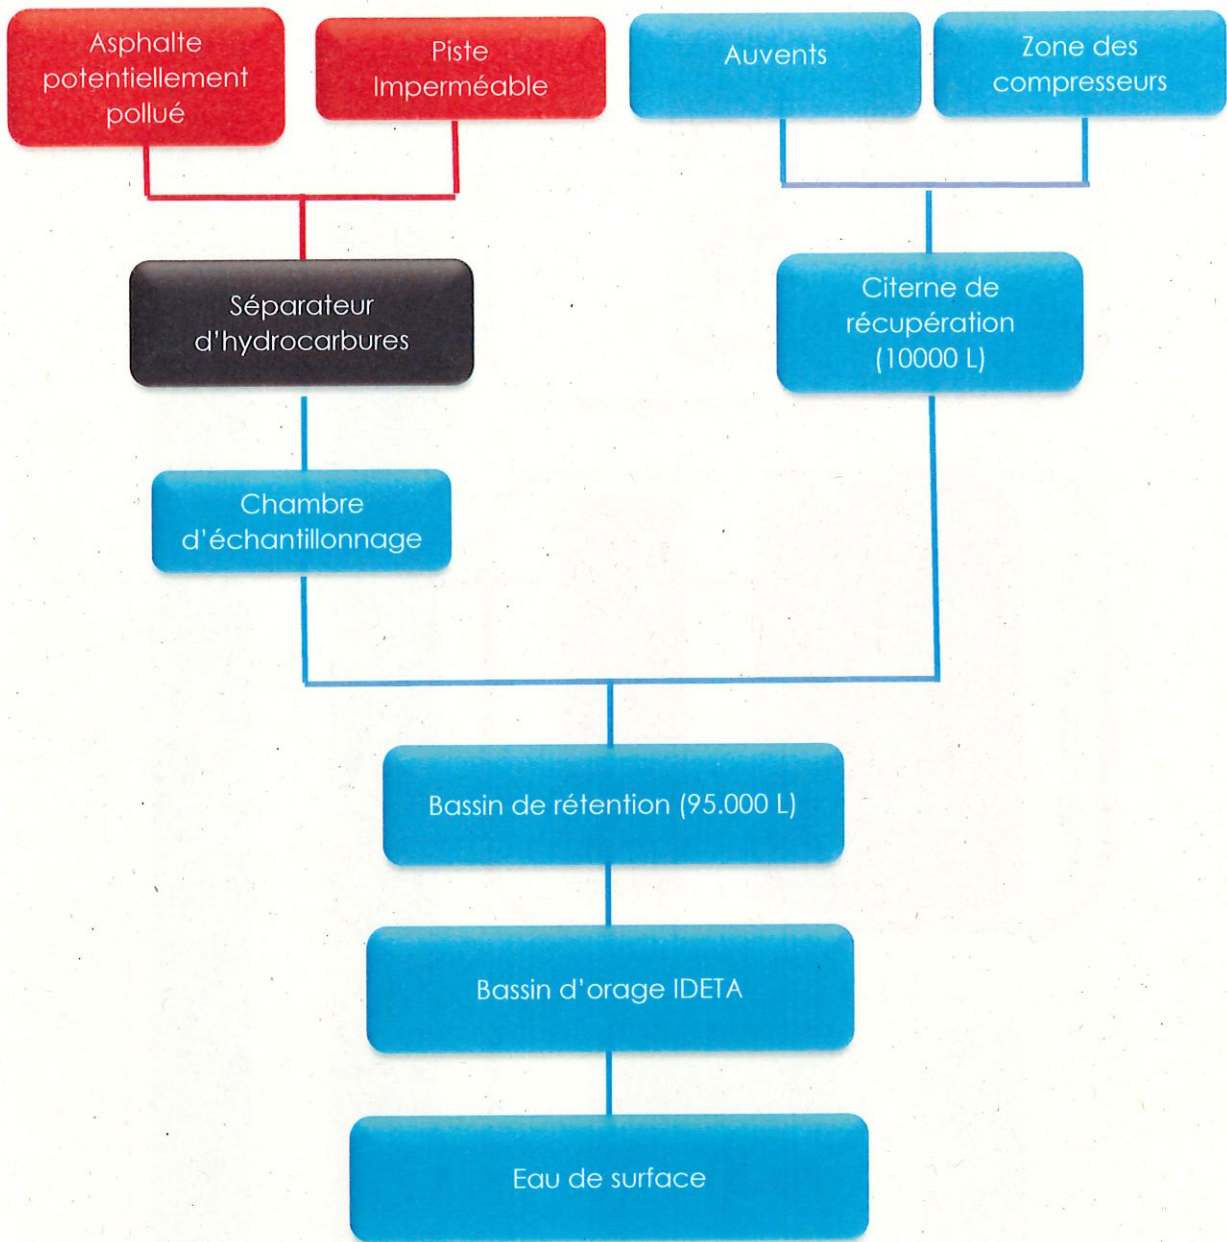 Asphalte
potentiellement
pollué
Piste
Imperméable
Auvents
Zone des
compresseurs
Séparateur
d'hydrocarbures
Citerne de
récupération
(10000 L)
Chambre
d'échantillonnage
Bassin de rétention (95.000 L)
Bassin d'orage IDETA
Eau de surface